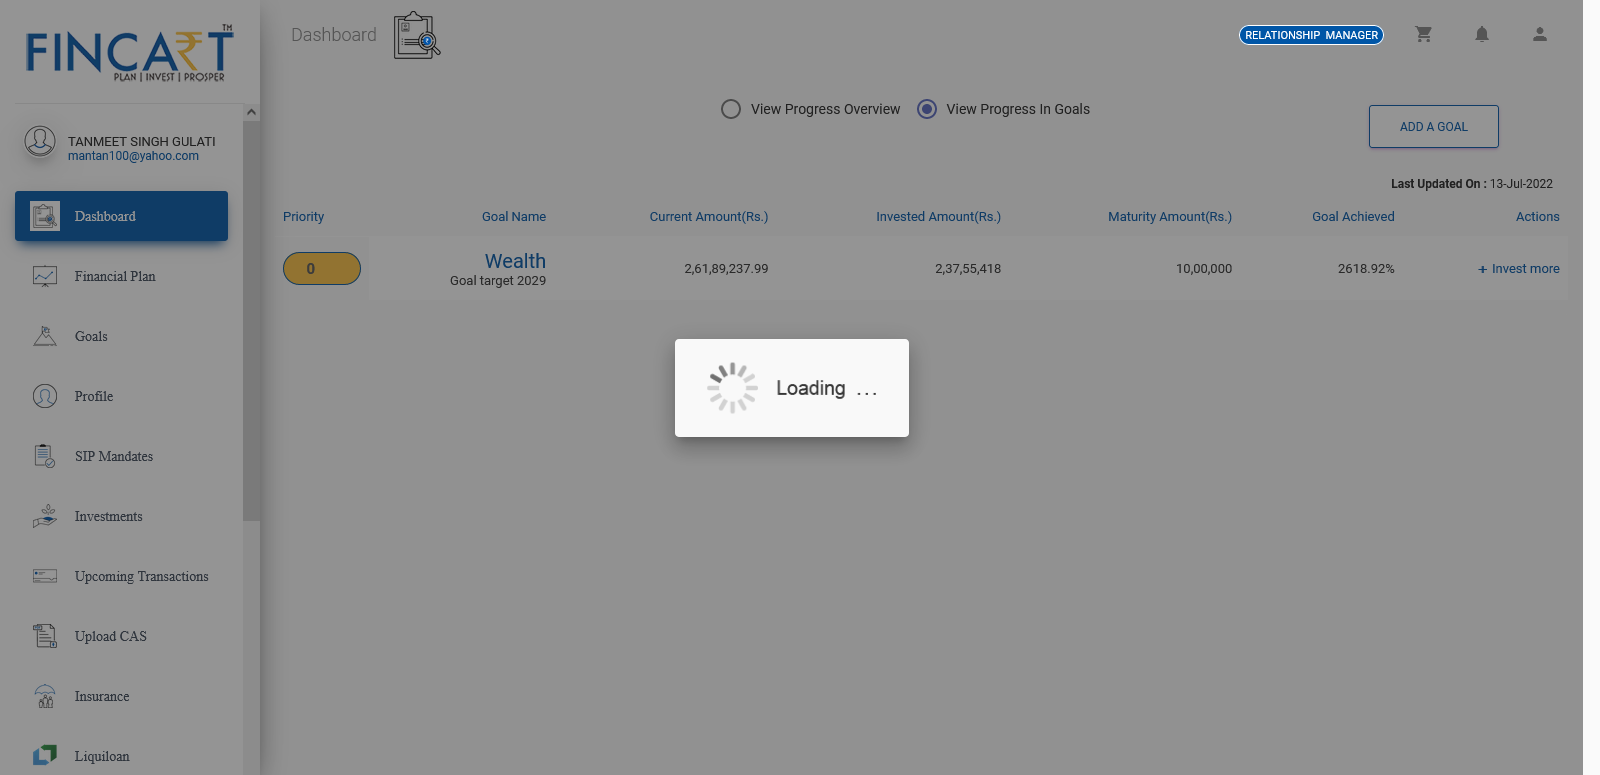 FINCART™
PLAN | INVEST | PROSPER
Dashboard
RELATIONSHIP MANAGER
TANMEET SINGH GULATI
mantan100@yahoo.com
Dashboard
Financial Plan
Goals
Profile
SIP Mandates
Investments
Upcoming Transactions
Upload CAS
Insurance
Liquiloan
View Progress Overview View Progress In Goals
ADD A GOAL
Last Updated On : 13-Jul-2022
Priority Goal Name Current Amount(Rs.) Invested Amount(Rs.) Maturity Amount(Rs.) Goal Achieved Actions
0 Wealth 2,61,89,237.99 2,37,55,418 10,00,000 2618.92% + Invest more
Goal target 2029
Loading ...